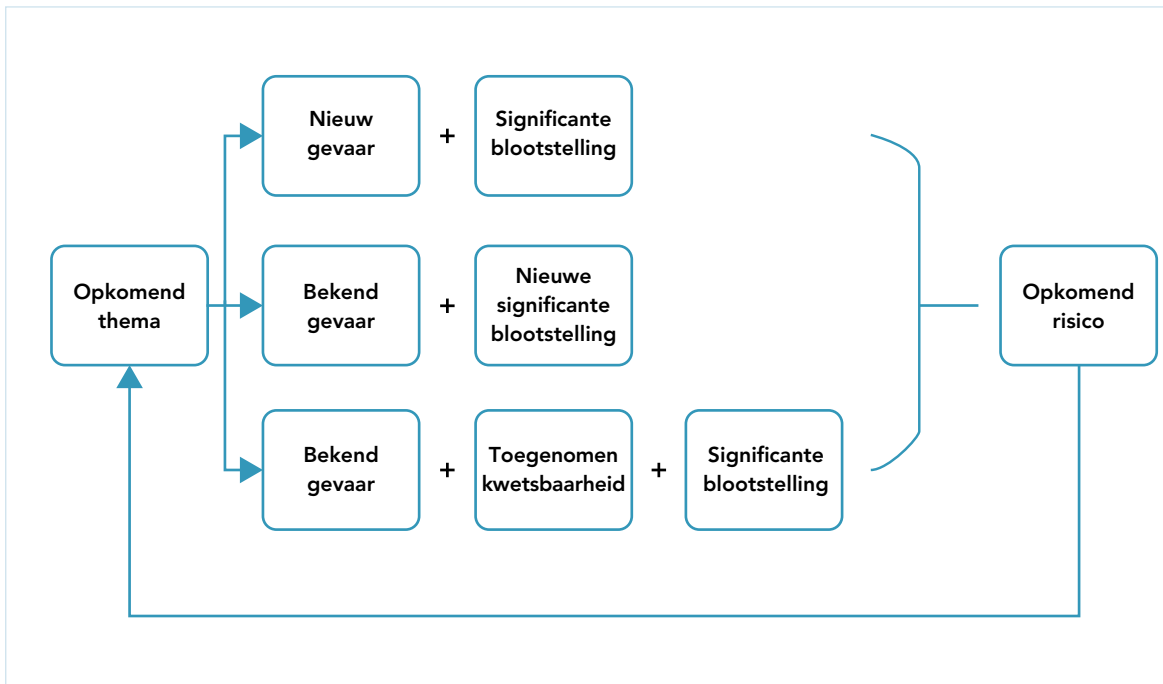 Nieuw
gevaar
+
Significante
blootstelling
Opkomend
thema
Bekend
gevaar
+
Nieuwe
significante
blootstelling
Opkomend
risico
Bekend
gevaar
+
Toegenomen
kwetsbaarheid
+
Significante
blootstelling